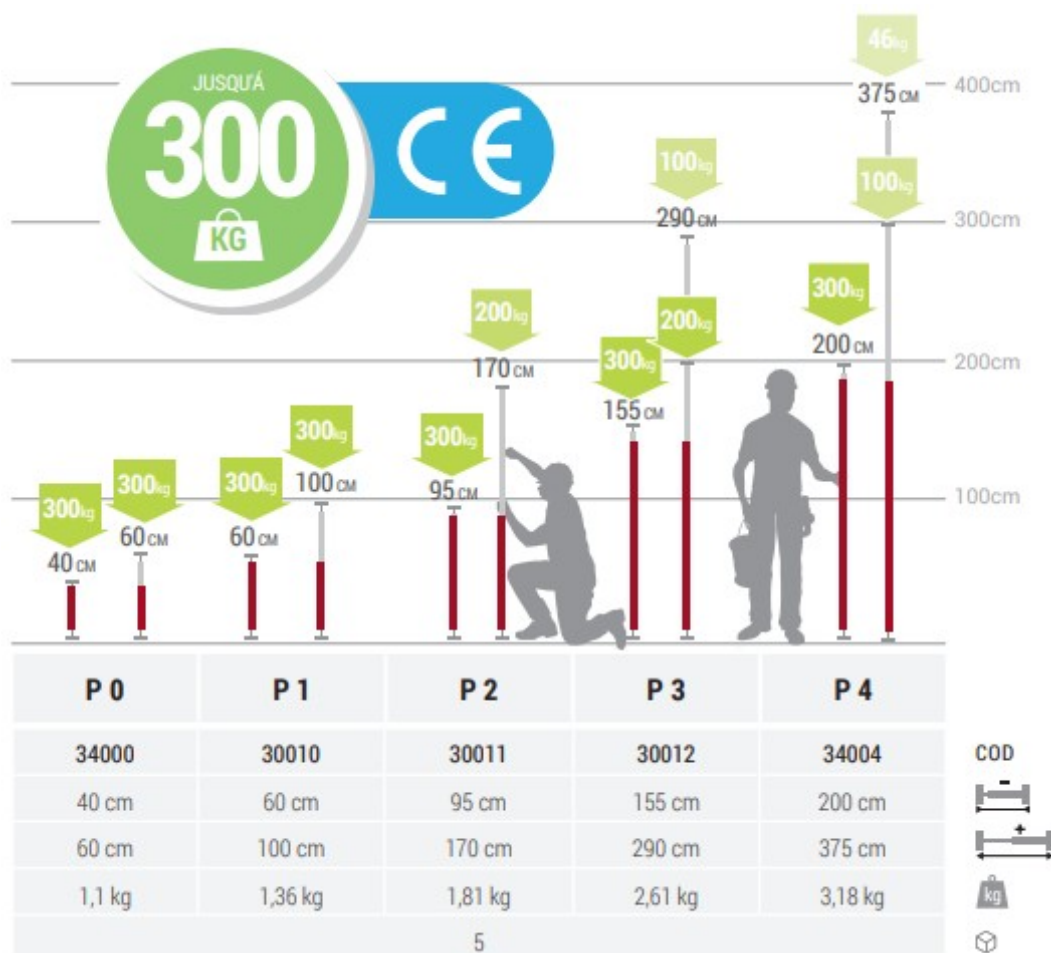 JUSQU'Á
300
KG
CE
46kg
375 CM
400cm
100kg
290 CM
100kg
300cm
200kg
170 CM
300kg
155 CM
200kg
300kg
200 CM
200cm
300kg
40 CM
300kg
60 CM
300kg
60 CM
300kg
100 CM
300kg
95 CM
100cm
P 0 P 1 P 2 P 3 P 4
34000 30010 30011 30012 34004 COD
40 cm 60 cm 95 cm 155 cm 200 cm -
60 cm 100 cm 170 cm 290 cm 375 cm +
1,1 kg 1,36 kg 1,81 kg 2,61 kg 3,18 kg kg
5